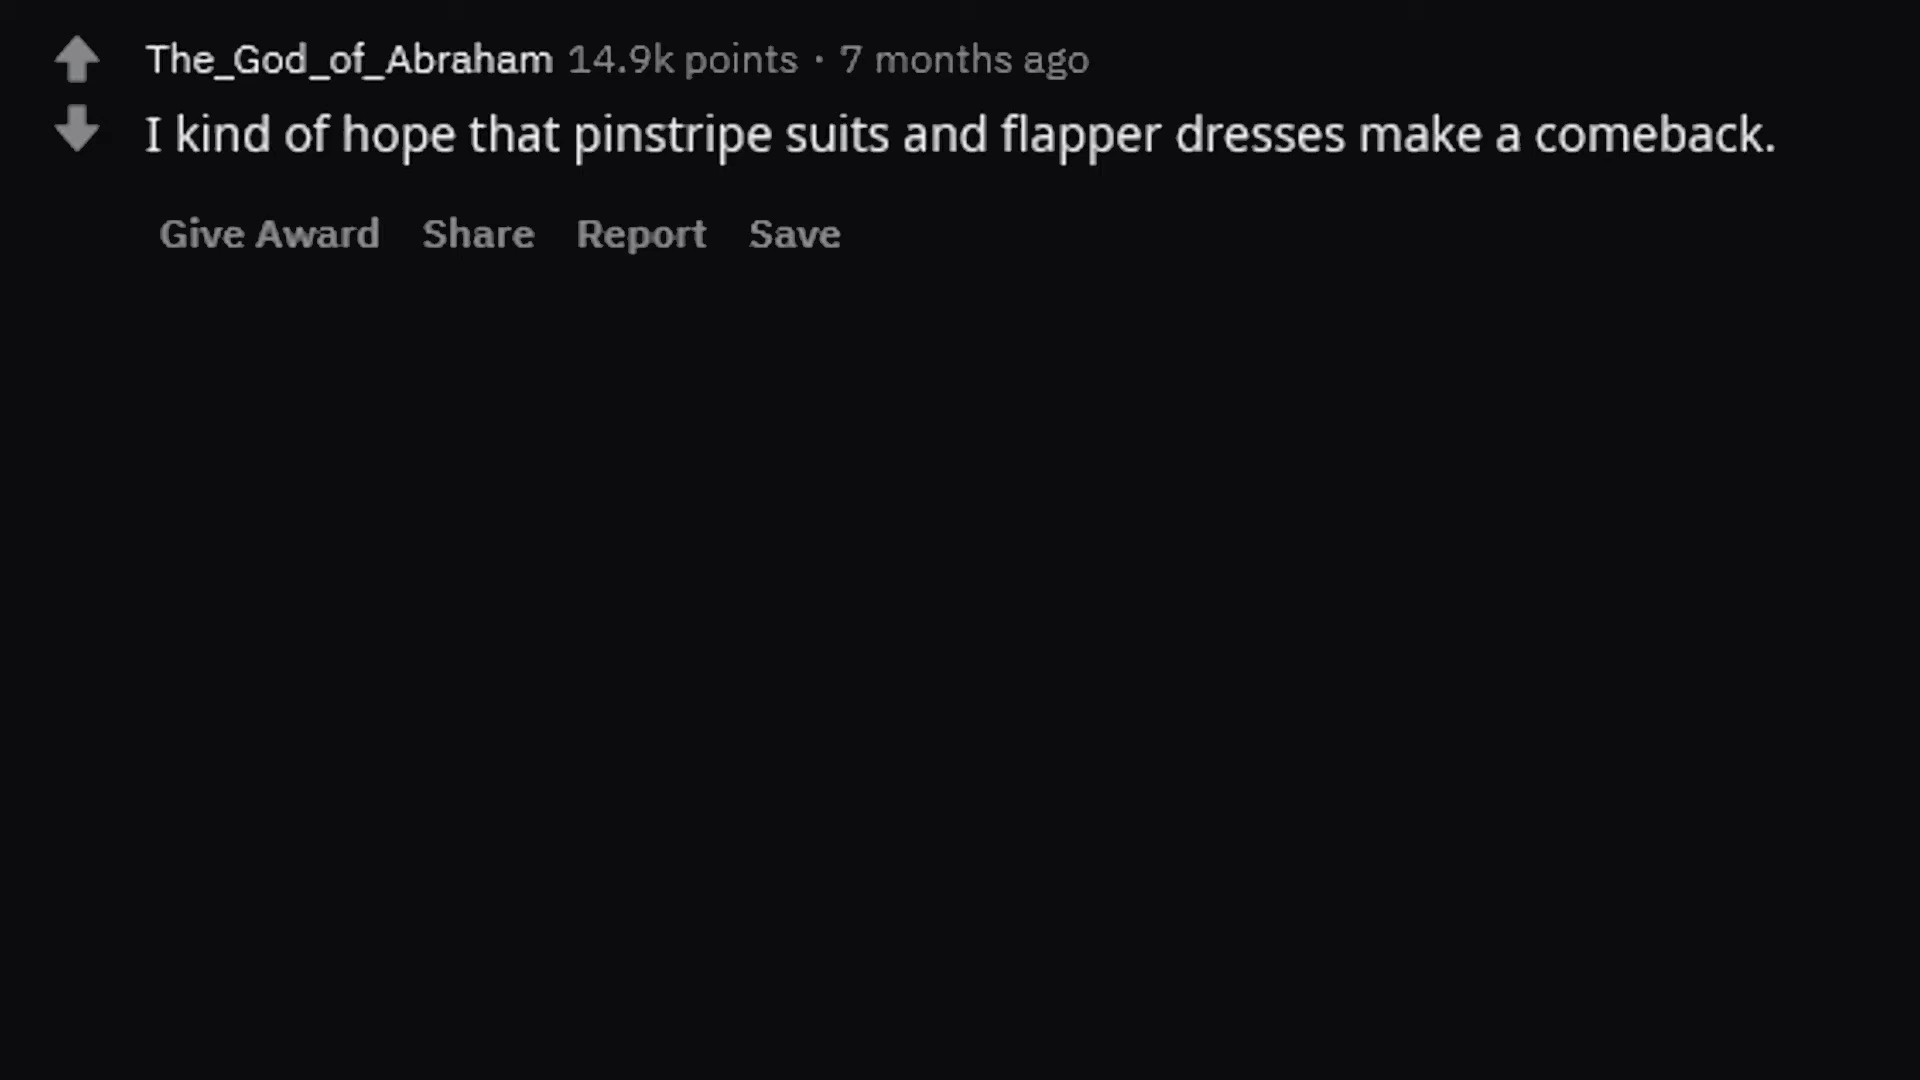 The_God_of_Abraham 14.9k points · 7 months ago
I kind of hope that pinstripe suits and flapper dresses make a comeback.
Give Award Share Report Save